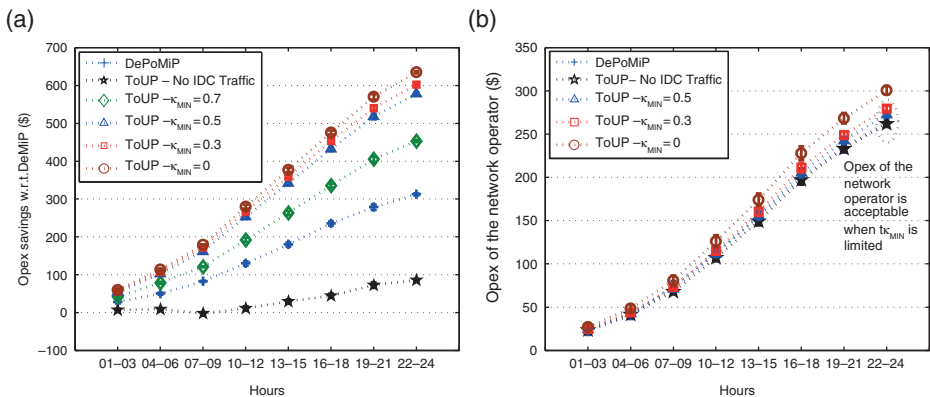 (a)
Opex savings w.r.t.DeMiP ($)
700
600
500
400
300
200
100
0
−100
DePoMiP
ToUP – No IDC Traffic
ToUP –κMIN = 0.7
ToUP –κMIN = 0.5
ToUP –κMIN = 0.3
ToUP –κMIN = 0
01–03 04–06 07–09 10–12 13–15 16–18 19–21 22–24
Hours
(b)
Opex of the network operator ($)
350
300
250
200
150
100
50
0
DePoMiP
ToUP– No IDC Traffic
ToUP –κMIN = 0.5
ToUP –κMIN = 0.3
ToUP –κMIN = 0
Opex of the
network
operator is
acceptable
when tκMIN is
limited
01–03 04–06 07–09 10–12 13–15 16–18 19–21 22–24
Hours